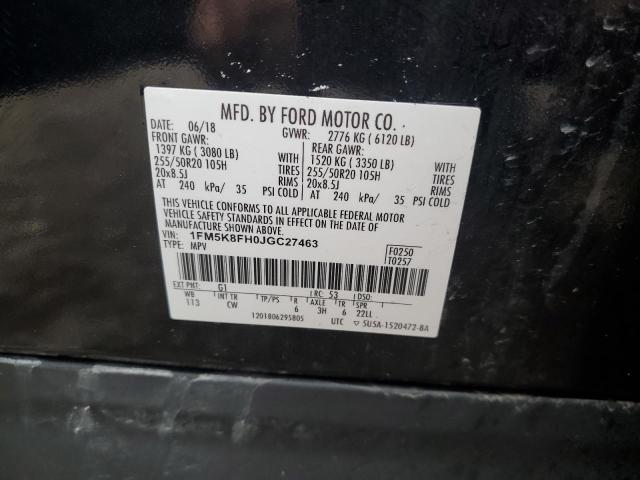 MFD. BY FORD MOTOR CO.
DATE: 06/18 GVWR: 2776 KG ( 6120 LB)
FRONT GAWR: REAR GAWR:
1397 KG ( 3080 LB) WITH 1520 KG ( 3350 LB) WITH
255/50R20 105H TIRES 255/50R20 105H TIRES
20x8.5J RIMS 20x8.5J RIMS
AT 240 kPa/ 35 PSI COLD AT 240 kPa/ 35 PSI COLD
THIS VEHICLE CONFORMS TO ALL APPLICABLE FEDERAL MOTOR
VEHICLE SAFETY STANDARDS IN EFFECT ON THE DATE OF
MANUFACTURE SHOWN ABOVE.
VIN: 1FM5K8FH0JGC27463 F0250
TYPE: MPV T0257
EXT PNT: G1 RC: 53 DSO:
WB INT TR TP/PS R AXLE TR SPR
113 CW 6 3H 6 22LL
1201806295805 UTC ▽ 5U5A-1520472-BA